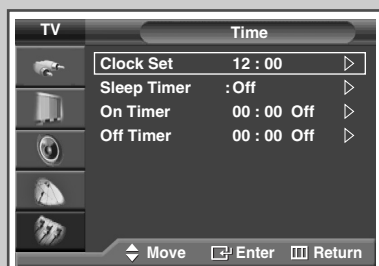 TV Time
Clock Set 12 : 00
Sleep Timer : Off
On Timer 00 : 00 Off
Off Timer 00 : 00 Off
Move Enter Return